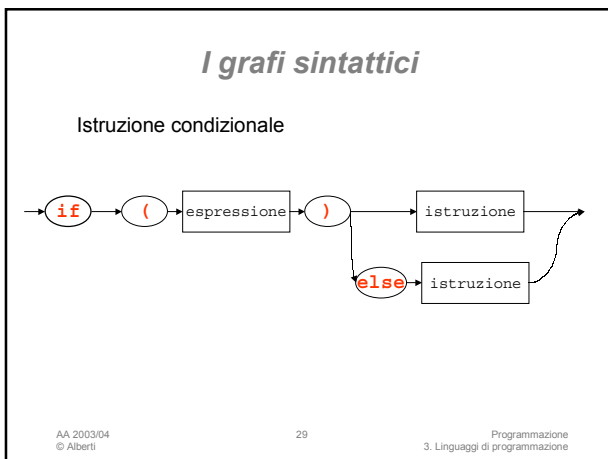 I grafi sintattici
Istruzione condizionale
if ( espressione ) istruzione
else istruzione
AA 2003/04 29 Programmazione
© Alberti 3. Linguaggi di programmazione